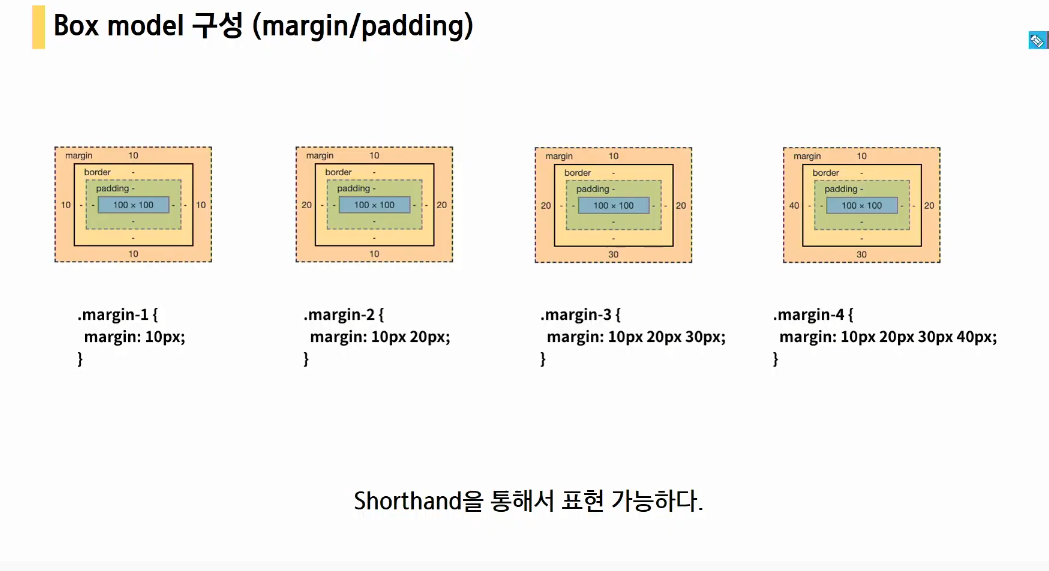 Box model 구성 (margin/padding)
margin 10
border -
padding -
10 - - 100 × 100 - - 10
-
-
10
margin 10
border -
padding -
20 - - 100 × 100 - - 20
-
-
10
margin 10
border -
padding -
20 - - 100 × 100 - - 20
-
-
30
margin 10
border -
padding -
40 - - 100 × 100 - - 20
-
-
30
.margin-1 {
margin: 10px;
}
.margin-2 {
margin: 10px 20px;
}
.margin-3 {
margin: 10px 20px 30px;
}
.margin-4 {
margin: 10px 20px 30px 40px;
}
Shorthand을 통해서 표현 가능하다.